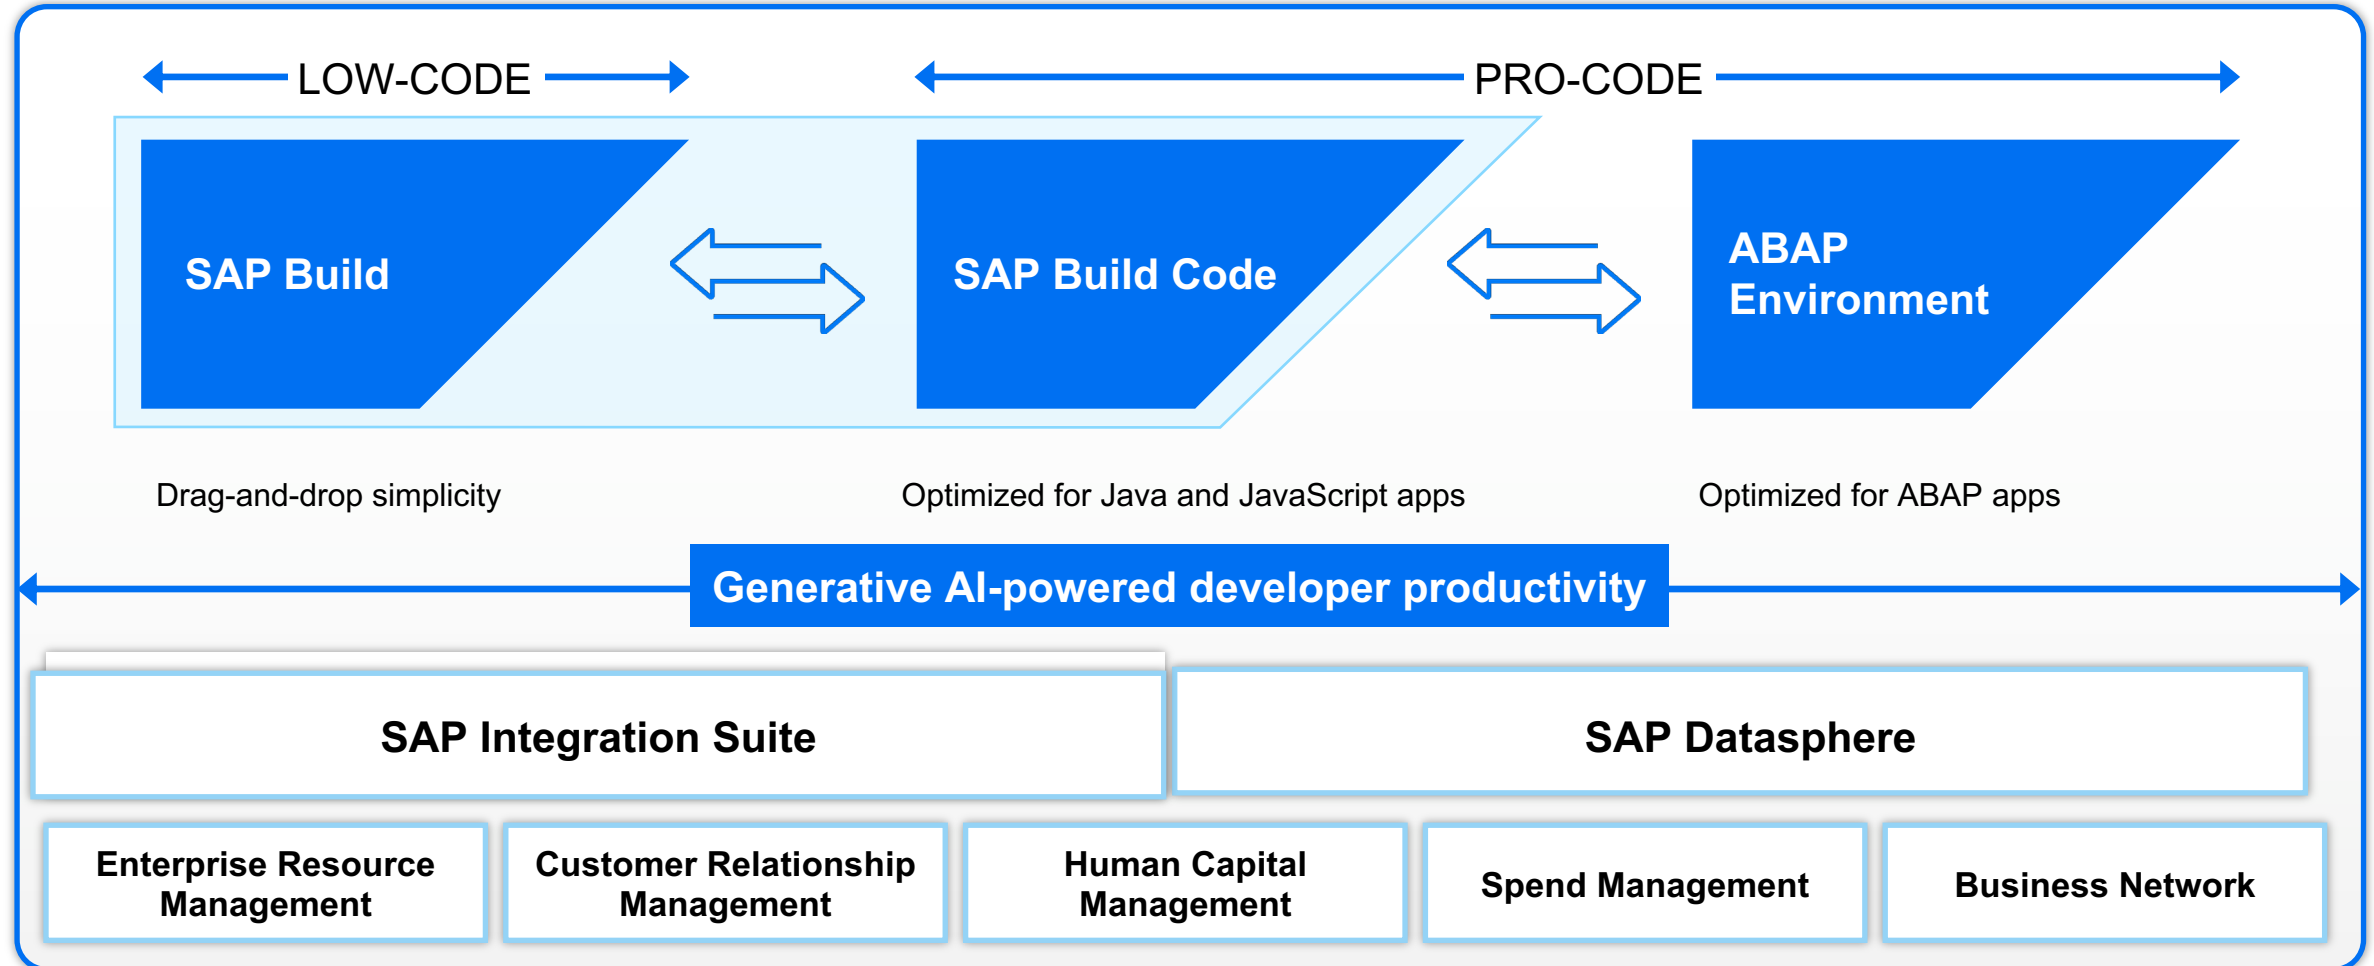 LOW-CODE
PRO-CODE
SAP Build
SAP Build Code
ABAP
Environment
Drag-and-drop simplicity
Optimized for Java and JavaScript apps
Optimized for ABAP apps
Generative AI-powered developer productivity
SAP Integration Suite
SAP Datasphere
Enterprise Resource
Management
Customer Relationship
Management
Human Capital
Management
Spend Management
Business Network